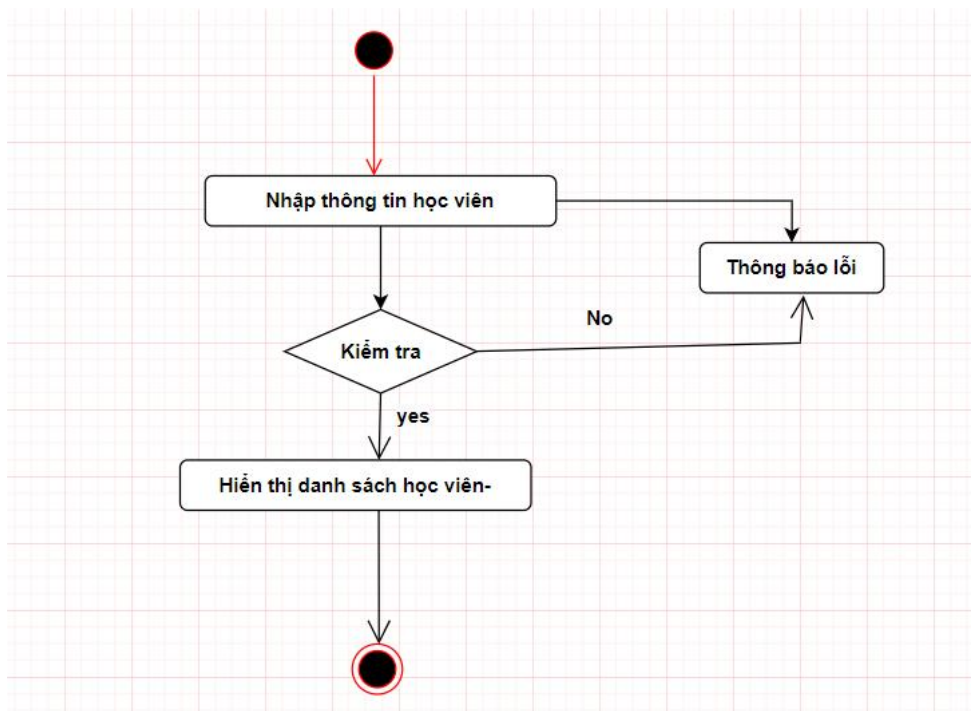 Nhập thông tin học viên
Thông báo lỗi
No
Kiểm tra
yes
Hiển thị danh sách học viên-